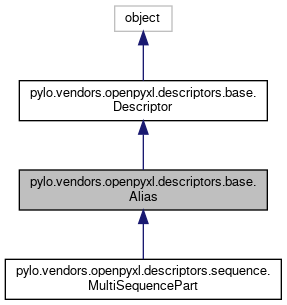 object
pylo.vendors.openpyxl.descriptors.base.
Descriptor
pylo.vendors.openpyxl.descriptors.base.
Alias
pylo.vendors.openpyxl.descriptors.sequence.
MultiSequencePart